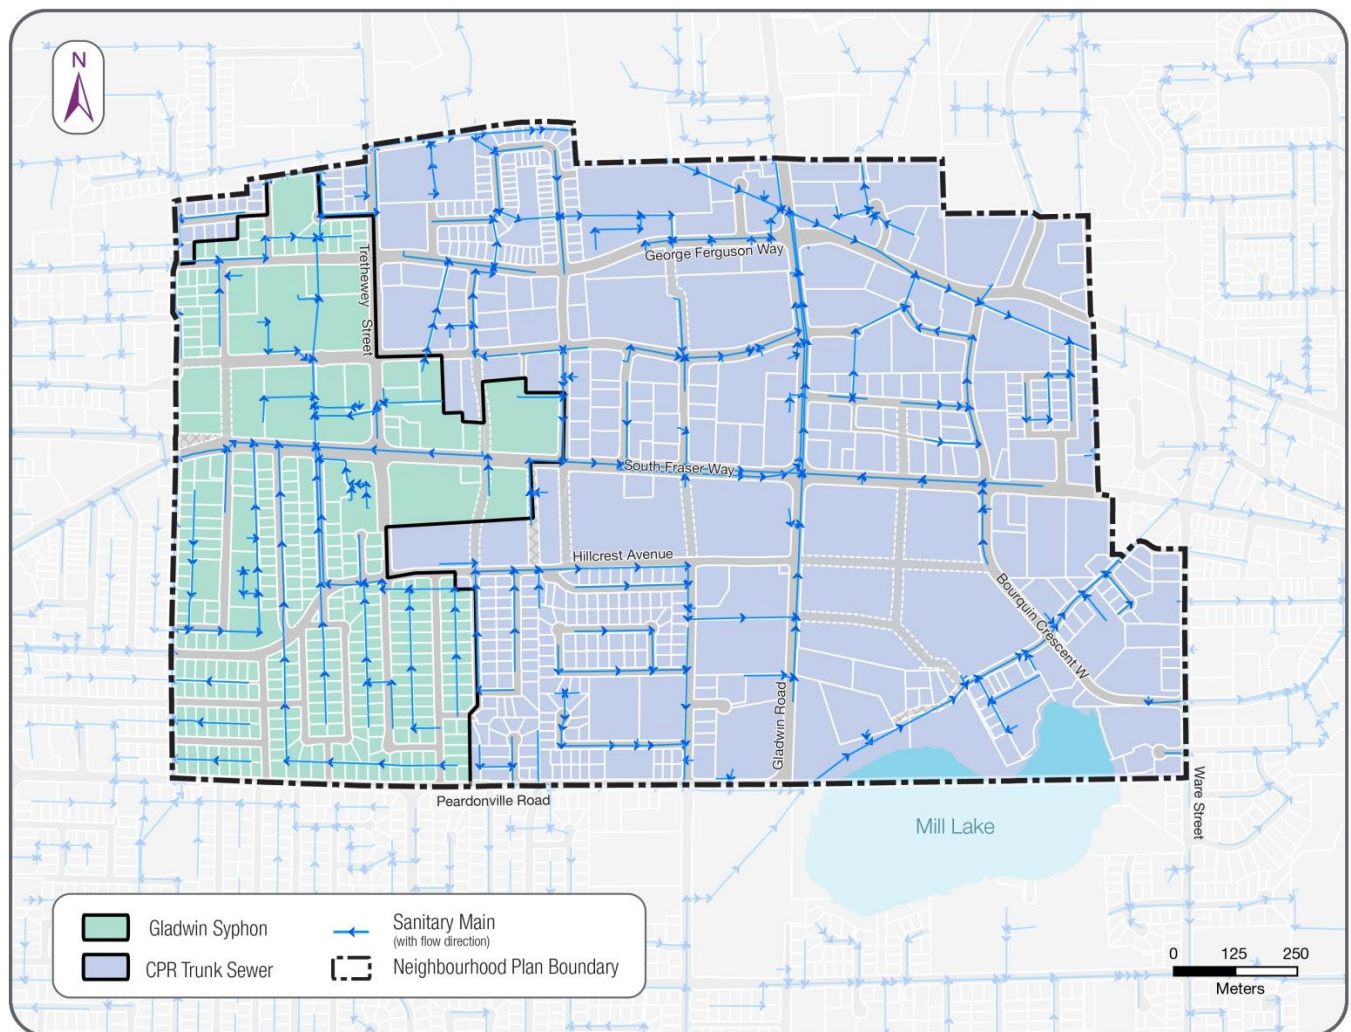 N
George Ferguson Way
Trethewey Street
South Fraser Way
Hillcrest Avenue
Bourquin Crescent W
Gladwin Road
Peardonville Road
Ware Street
Mill Lake
Gladwin Syphon
Sanitary Main
(with flow direction)
CPR Trunk Sewer
Neighbourhood Plan Boundary
0 125 250
Meters